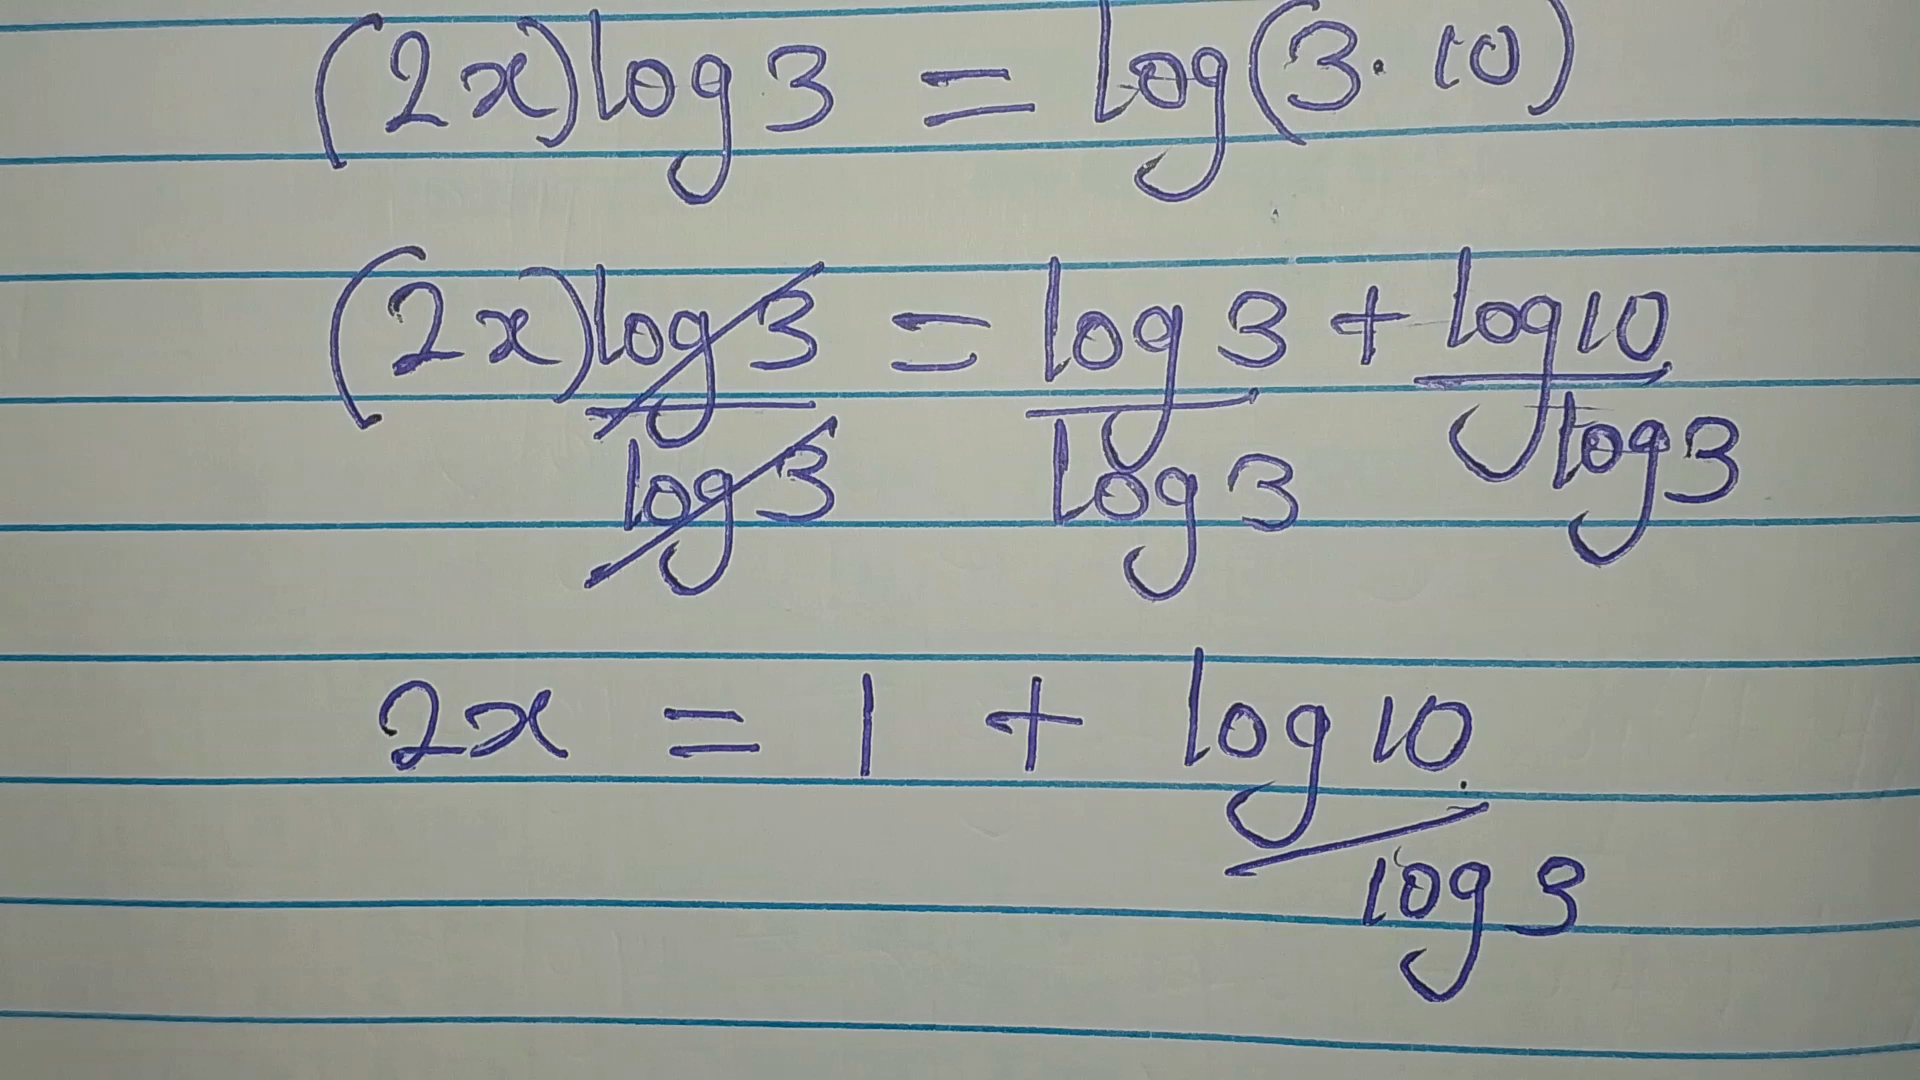 (2x)log3 = log(3·10)
(2x)log3 = log3 + log10
log3 log3 log3
2x = 1 + log10
log3